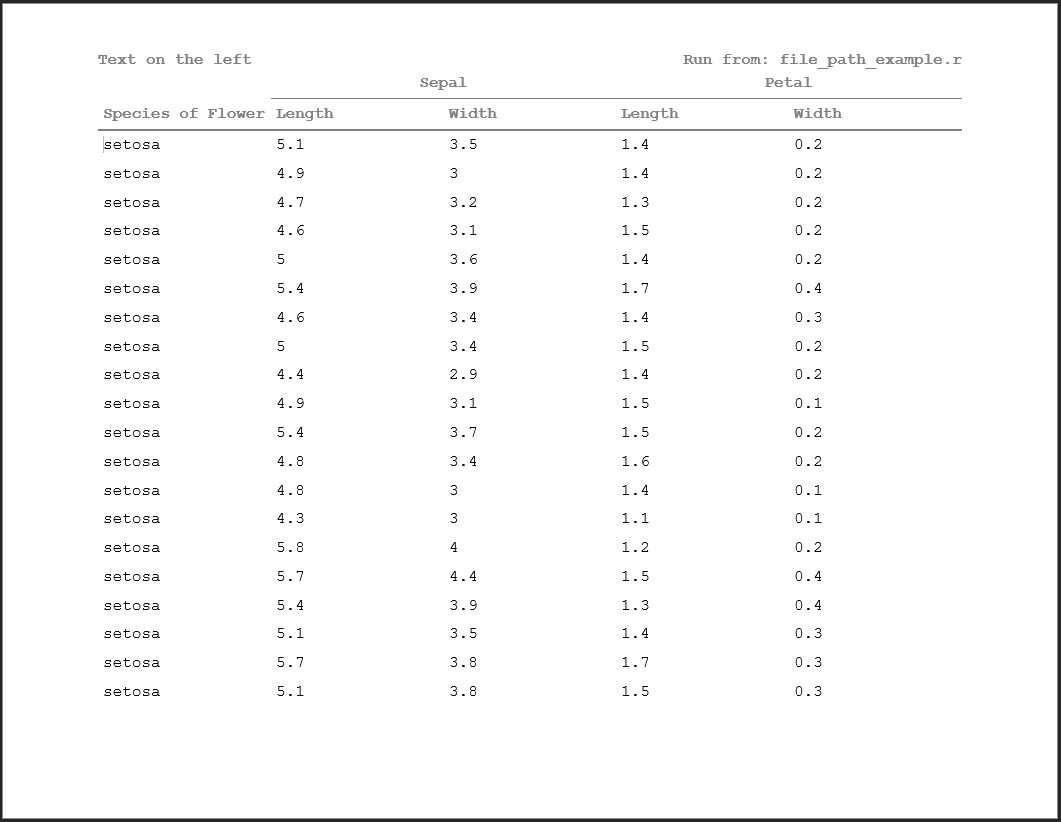 Text on the left Run from: file_path_example.r
Sepal Petal
Species of Flower Length Width Length Width
setosa 5.1 3.5 1.4 0.2
setosa 4.9 3 1.4 0.2
setosa 4.7 3.2 1.3 0.2
setosa 4.6 3.1 1.5 0.2
setosa 5 3.6 1.4 0.2
setosa 5.4 3.9 1.7 0.4
setosa 4.6 3.4 1.4 0.3
setosa 5 3.4 1.5 0.2
setosa 4.4 2.9 1.4 0.2
setosa 4.9 3.1 1.5 0.1
setosa 5.4 3.7 1.5 0.2
setosa 4.8 3.4 1.6 0.2
setosa 4.8 3 1.4 0.1
setosa 4.3 3 1.1 0.1
setosa 5.8 4 1.2 0.2
setosa 5.7 4.4 1.5 0.4
setosa 5.4 3.9 1.3 0.4
setosa 5.1 3.5 1.4 0.3
setosa 5.7 3.8 1.7 0.3
setosa 5.1 3.8 1.5 0.3